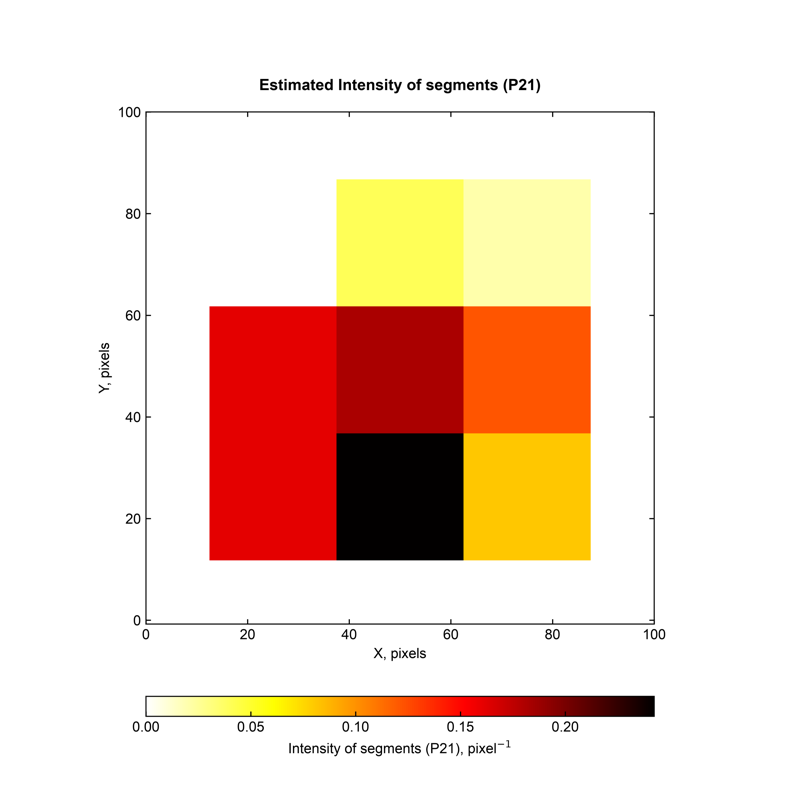 Estimated Intensity of segments (P21)
100
80
60
40
20
0
Y, pixels
0 20 40 60 80 100
X, pixels
0.00 0.05 0.10 0.15 0.20
Intensity of segments (P21), pixel⁻¹